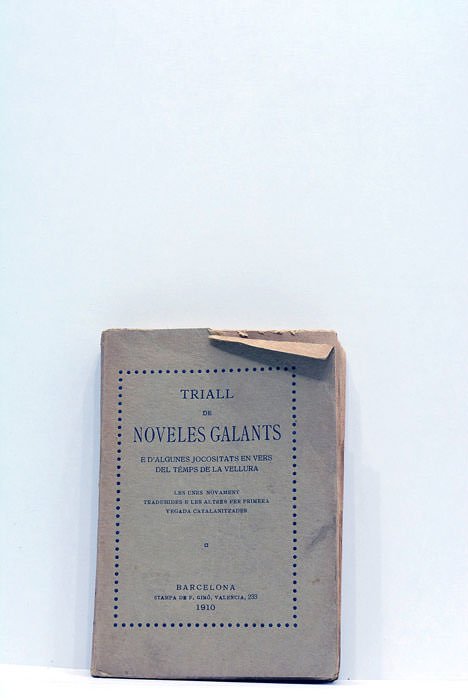 TRIALL
DE
NOVELES GALANTS
E D'ALGUNES JOCOSITATS EN VERS
DEL TÉMPS DE LA VELLURA
LES UNES NOVAMENT
TRADUHIDES E LES ALTRES PER PRIMERA
VEGADA CATALANITZADES
BARCELONA
STAMPA DE F. GIRÓ, VALENCIA, 233
1910